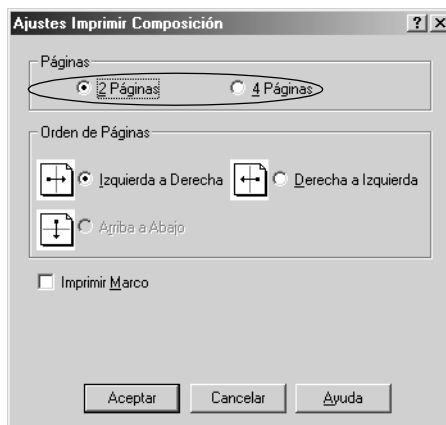 Ajustes Imprimir Composición
Páginas
2 Páginas 4 Páginas
Orden de Páginas
Izquierda a Derecha Derecha a Izquierda
Arriba a Abajo
Imprimir Marco
Aceptar Cancelar Ayuda